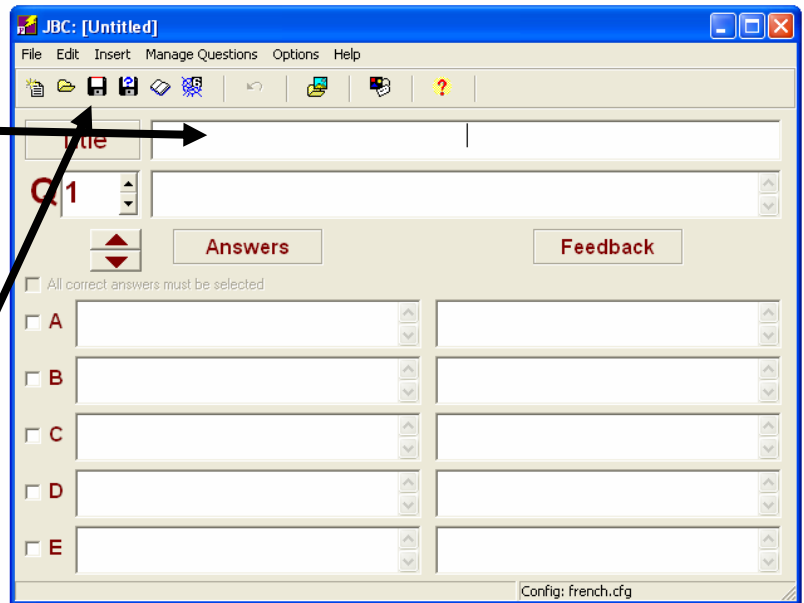 JBC: [Untitled]
File Edit Insert Manage Questions Options Help
Title
Q 1
Answers Feedback
All correct answers must be selected
A
B
C
D
E
Config: french.cfg